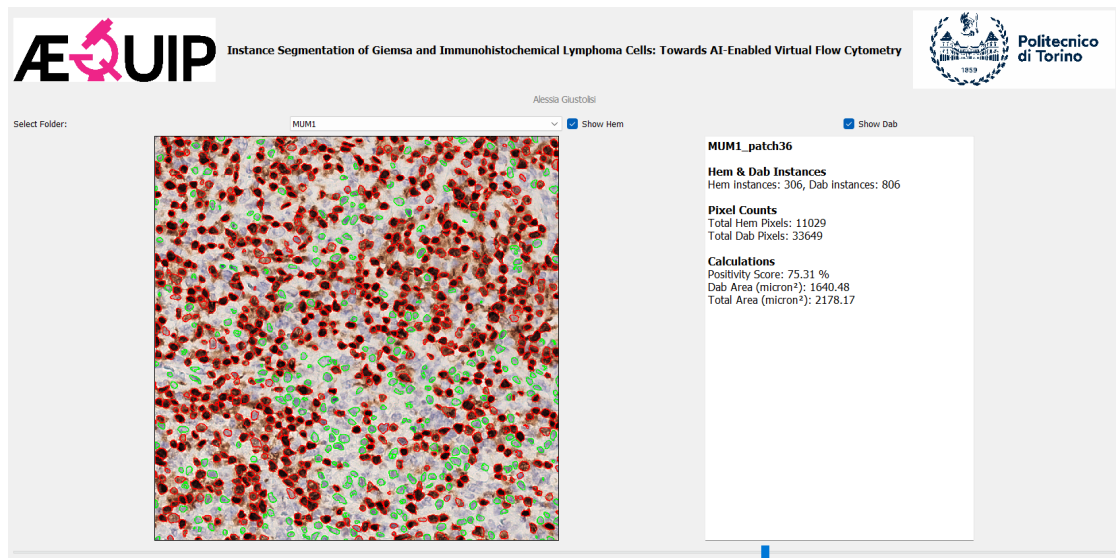 ÆQUIP
Instance Segmentation of Giemsa and Immunohistochemical Lymphoma Cells: Towards AI-Enabled Virtual Flow Cytometry
1859
Politecnico
di Torino
Alessia Giustolisi
Select Folder:
MUM1
Show Hem
Show Dab
MUM1_patch36
Hem & Dab Instances
Hem instances: 306, Dab instances: 806
Pixel Counts
Total Hem Pixels: 11029
Total Dab Pixels: 33649
Calculations
Positivity Score: 75.31 %
Dab Area (micron²): 1640.48
Total Area (micron²): 2178.17